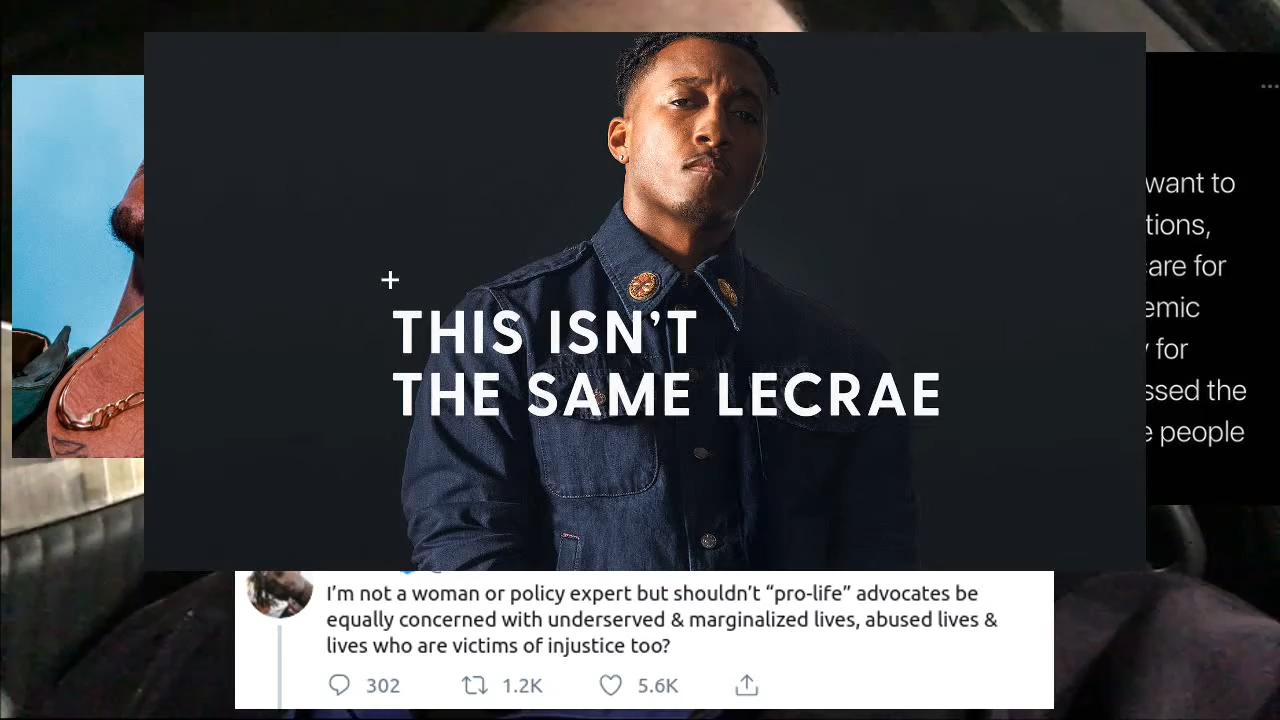 THIS ISN’T
THE SAME LECRAE
want to
tions,
are for
emic
for
ssed the
people
I’m not a woman or policy expert but shouldn’t “pro-life” advocates be
equally concerned with underserved & marginalized lives, abused lives &
lives who are victims of injustice too?
302 1.2K 5.6K